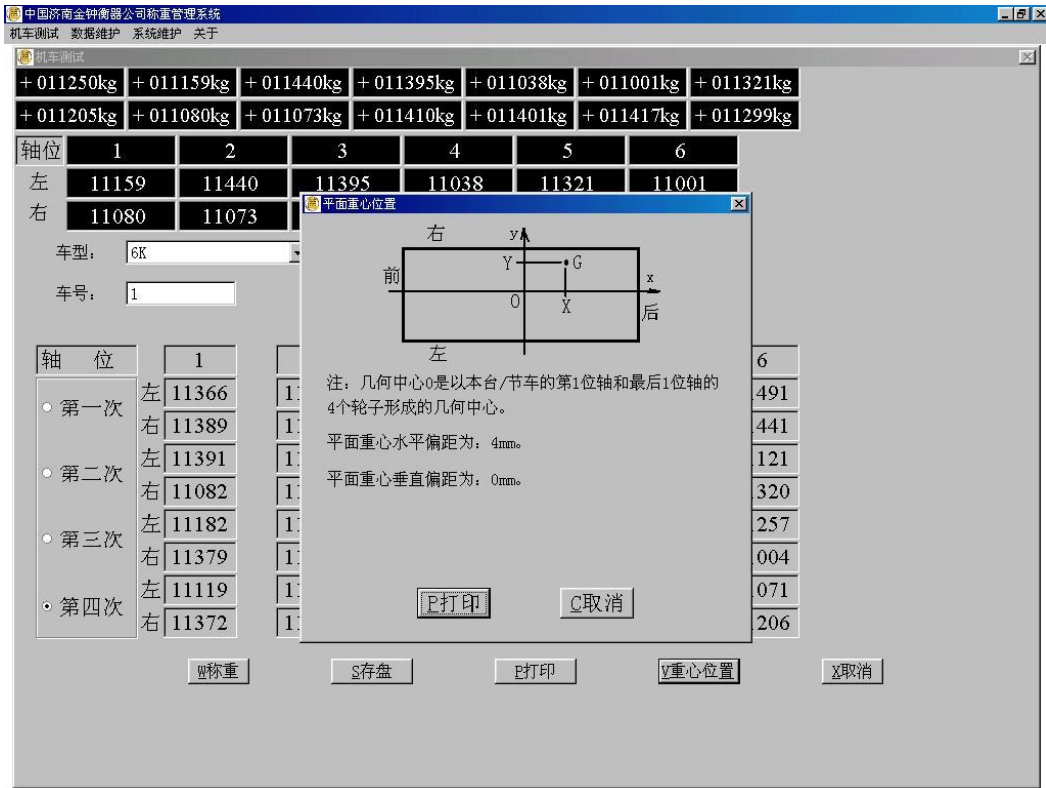 中国济南金钟衡器公司称重管理系统
机车测试 数据维护 系统维护 关于
机车测试
+011250kg +011159kg +011440kg +011395kg +011038kg +011001kg +011321kg
+011205kg +011080kg +011073kg +011410kg +011401kg +011417kg +011299kg
轴位 1 2 3 4 5 6
左 11159 11440 11395 11038 11321 11001
右 11080 11073
平面重心位置
车型： 6K
车号： 1
右 y
Y G
前 x
O X
后
左
注：几何中心O是以本台/节车的第1位轴和最后1位轴的
4个轮子形成的几何中心。
平面重心水平偏距为：4mm。
平面重心垂直偏距为：0mm。
P打印 C取消
轴 位 1 6
第一次 左 11366 491
右 11389 441
第二次 左 11391 121
右 11082 320
第三次 左 11182 257
右 11379 004
第四次 左 11119 071
右 11372 206
W称重 S存盘 P打印 V重心位置 X取消